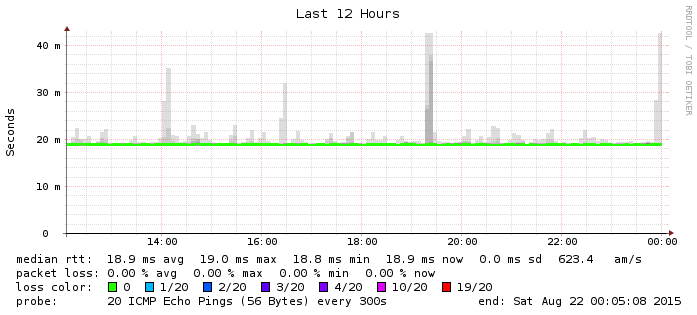 Last 12 Hours
RRDTOOL / TOBI OETIKER
Seconds
40 m
30 m
20 m
10 m
0
14:00 16:00 18:00 20:00 22:00 00:00
median rtt: 18.9 ms avg 19.0 ms max 18.8 ms min 18.9 ms now 0.0 ms sd 623.4 am/s
packet loss: 0.00 % avg 0.00 % max 0.00 % min 0.00 % now
loss color: 0 1/20 2/20 3/20 4/20 10/20 19/20
probe: 20 ICMP Echo Pings (56 Bytes) every 300s end: Sat Aug 22 00:05:08 2015